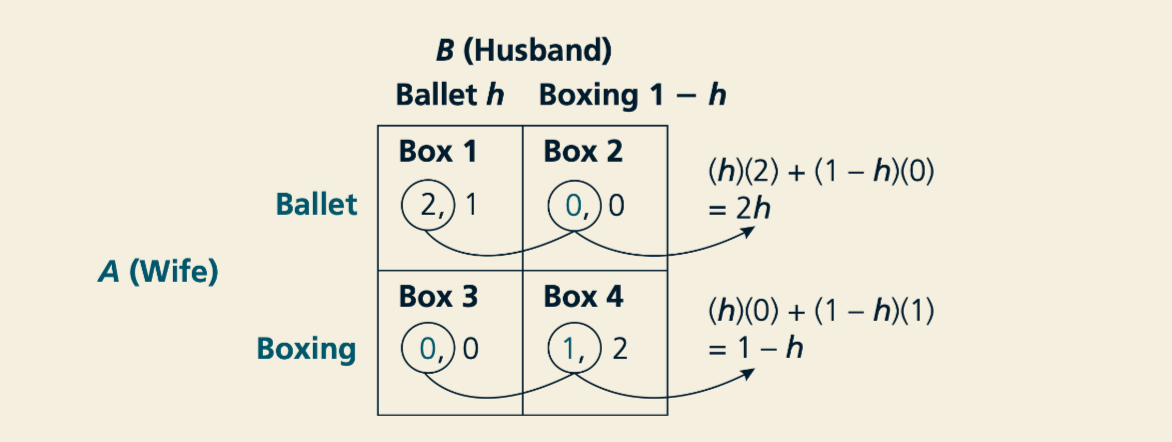 B (Husband)
Ballet h Boxing 1 – h
Box 1 Box 2
(h)(2) + (1 – h)(0)
Ballet 2, 1 0, 0 = 2h
A (Wife)
Box 3 Box 4
(h)(0) + (1 – h)(1)
Boxing 0, 0 1, 2 = 1 – h